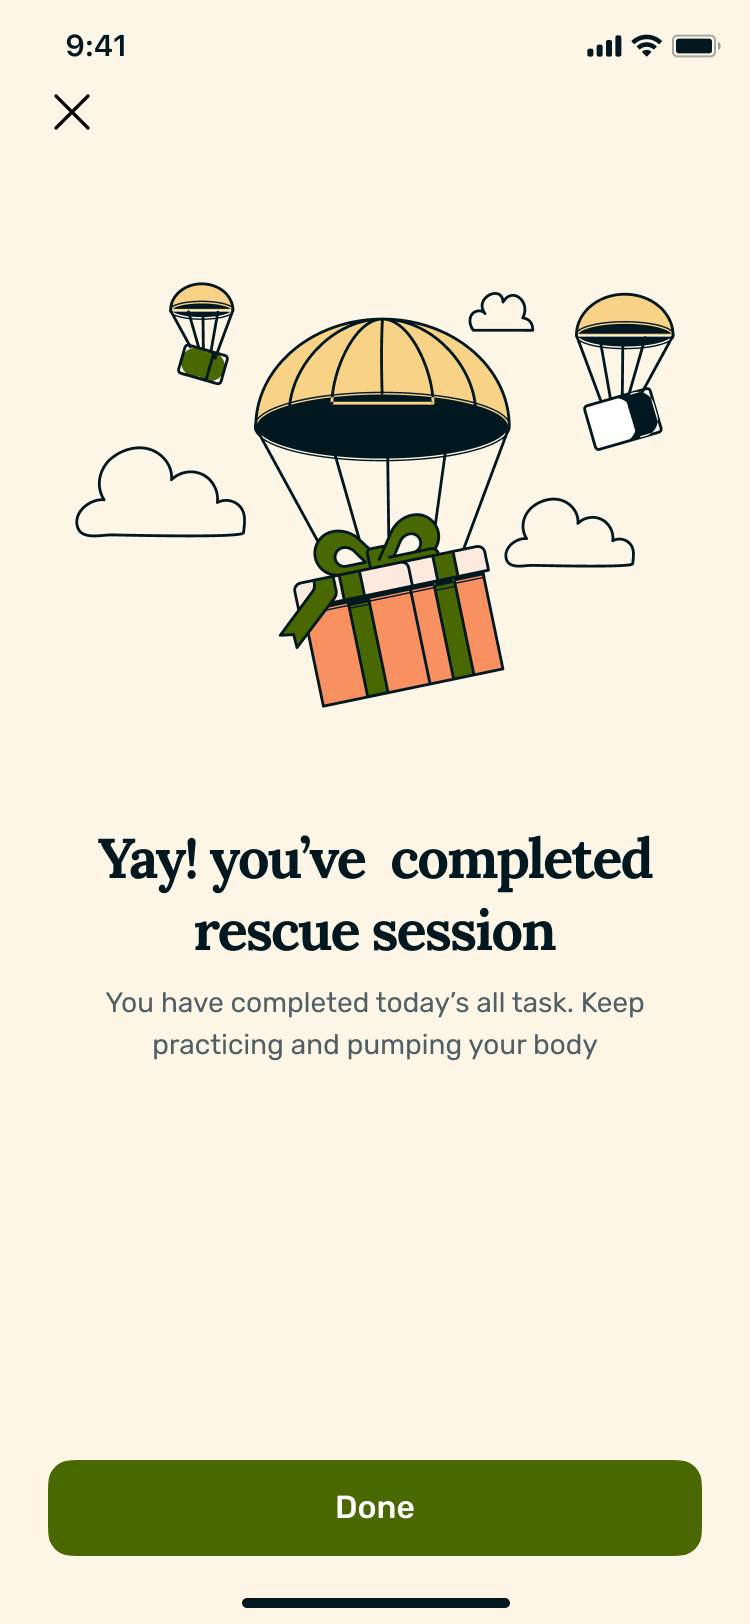 9:41
Yay! you’ve  completed
rescue session
You have completed today’s all task. Keep
practicing and pumping your body
Done